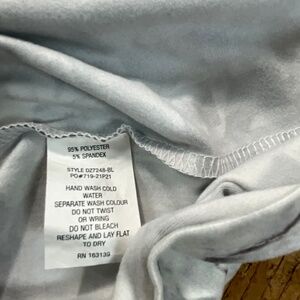 95% POLYESTER
5% SPANDEX
STYLE DZ7248-BL
PO#719-21P21
HAND WASH COLD
WATER
SEPARATE WASH COLOUR
DO NOT TWIST
OR WRING
DO NOT BLEACH
RESHAPE AND LAY FLAT
TO DRY
RN 163139